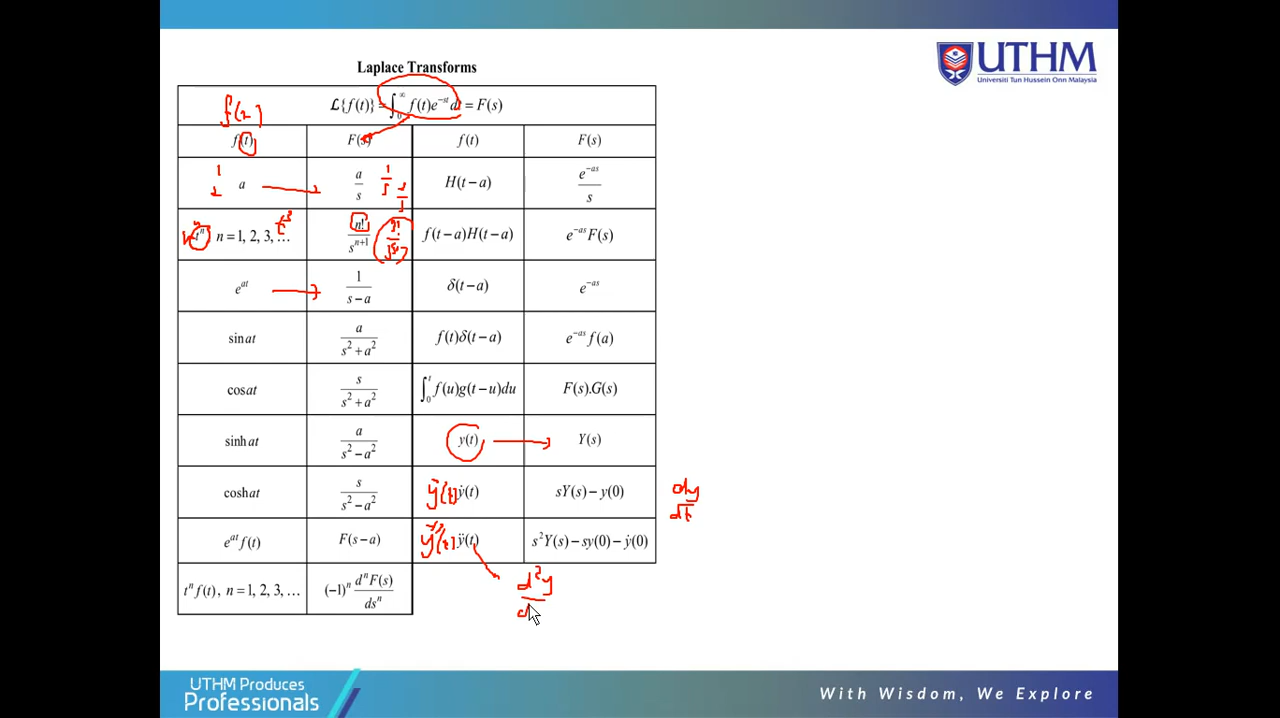 UTHM
Universiti Tun Hussein Onn Malaysia
Laplace Transforms
f(2)
ℒ{f(t)} = ∫₀^∞ f(t)e^{−st} dt = F(s)
f(t) F(s) f(t) F(s)
1
a a/s 1/s H(t−a) e^{−as}/s
t^n n = 1, 2, 3, … n!/s^{n+1} f(t−a)H(t−a) e^{−as}F(s)
e^{at} 1/(s−a) δ(t−a) e^{−as}
sin at a/(s²+a²) f(t)δ(t−a) e^{−as} f(a)
cos at s/(s²+a²) ∫₀^t f(u)g(t−u)du F(s).G(s)
sinh at a/(s²−a²) y(t) Y(s)
cosh at s/(s²−a²) ẏ(t) sY(s)−y(0) dy/dt
e^{at} f(t) F(s−a) ÿ(t) s²Y(s)−sy(0)−ẏ(0)
t^n f(t), n = 1, 2, 3, … (−1)^n d^nF(s)/ds^n d²y/d
UTHM Produces
Professionals
With Wisdom, We Explore